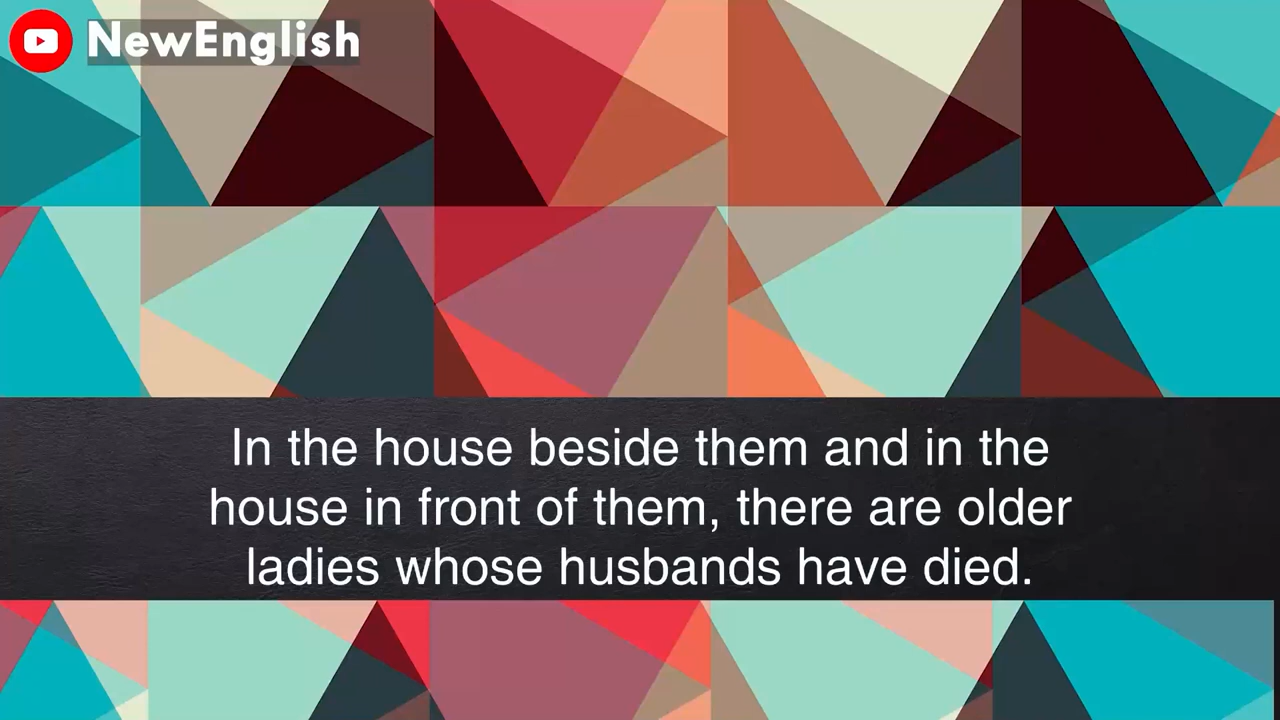 NewEnglish
In the house beside them and in the
house in front of them, there are older
ladies whose husbands have died.